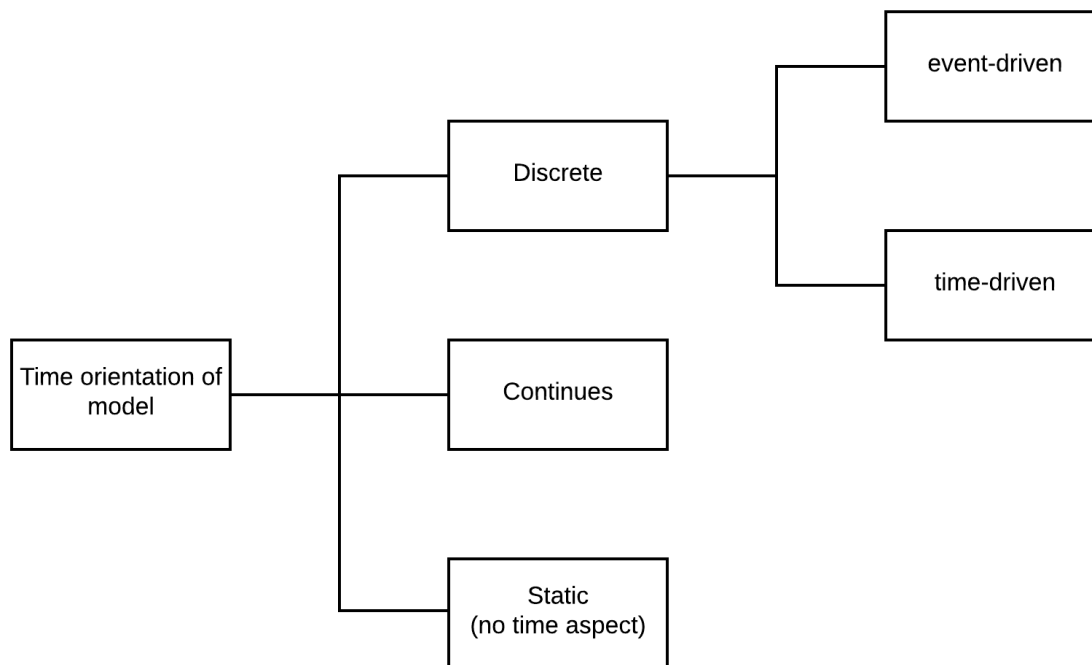 event-driven
Discrete
time-driven
Time orientation of
model
Continues
Static
(no time aspect)